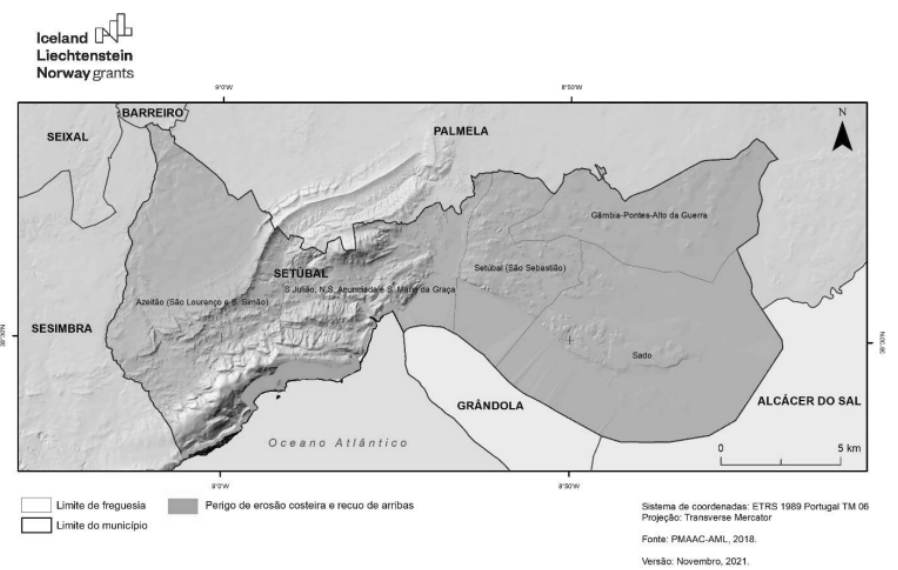 Iceland
Liechtenstein
Norway grants
9°0'W
8°50'W
BARREIRO
N
SEIXAL
PALMELA
Gâmbia-Pontes-Alto da Guerra
SETÚBAL
Setúbal (São Sebastião)
S.Julião, N.S. Anunciada e S. Maria da Graça
Azeitão (São Lourenço e S. Simão)
SESIMBRA
Sado
GRÂNDOLA
ALCÁCER DO SAL
Oceano Atlântico
0 5 km
9°0'W
8°50'W
Limite de freguesia
Perigo de erosão costeira e recuo de arribas
Limite do município
Sistema de coordenadas: ETRS 1989 Portugal TM 06
Projeção: Transverse Mercator
Fonte: PMAAC-AML, 2018.
Versão: Novembro, 2021.